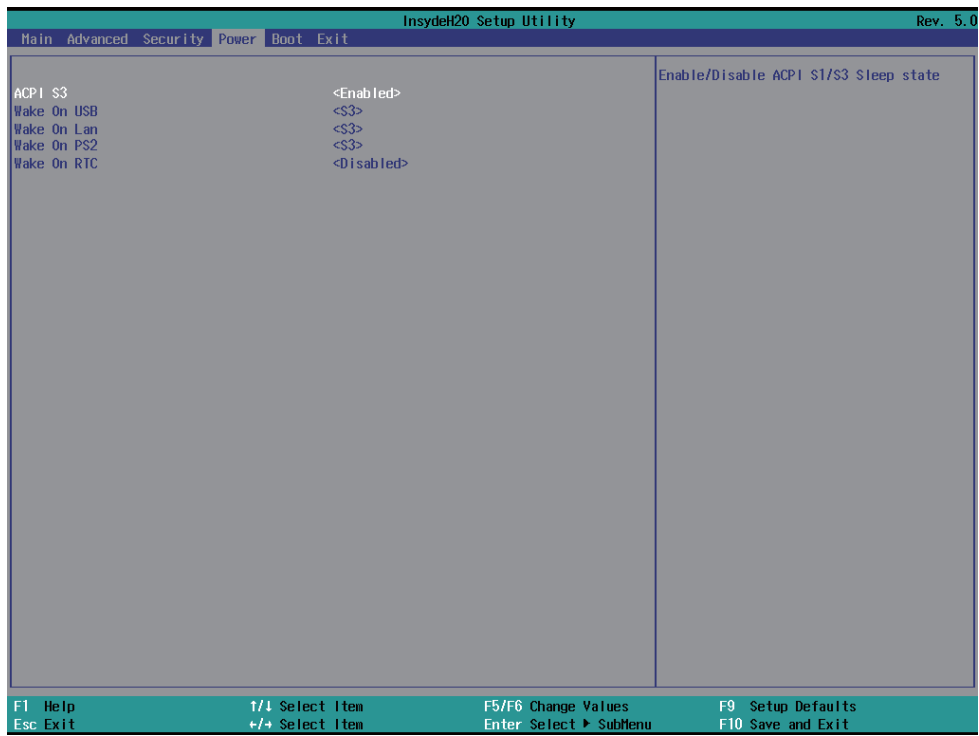 InsydeH20 Setup Utility Rev. 5.0
Main Advanced Security Power Boot Exit
Enable/Disable ACPI S1/S3 Sleep state
ACPI S3 <Enabled>
Wake On USB <S3>
Wake On Lan <S3>
Wake On PS2 <S3>
Wake On RTC <Disabled>
F1 Help ↑/↓ Select Item F5/F6 Change Values F9 Setup Defaults
Esc Exit ←/→ Select Item Enter Select ▶ SubMenu F10 Save and Exit